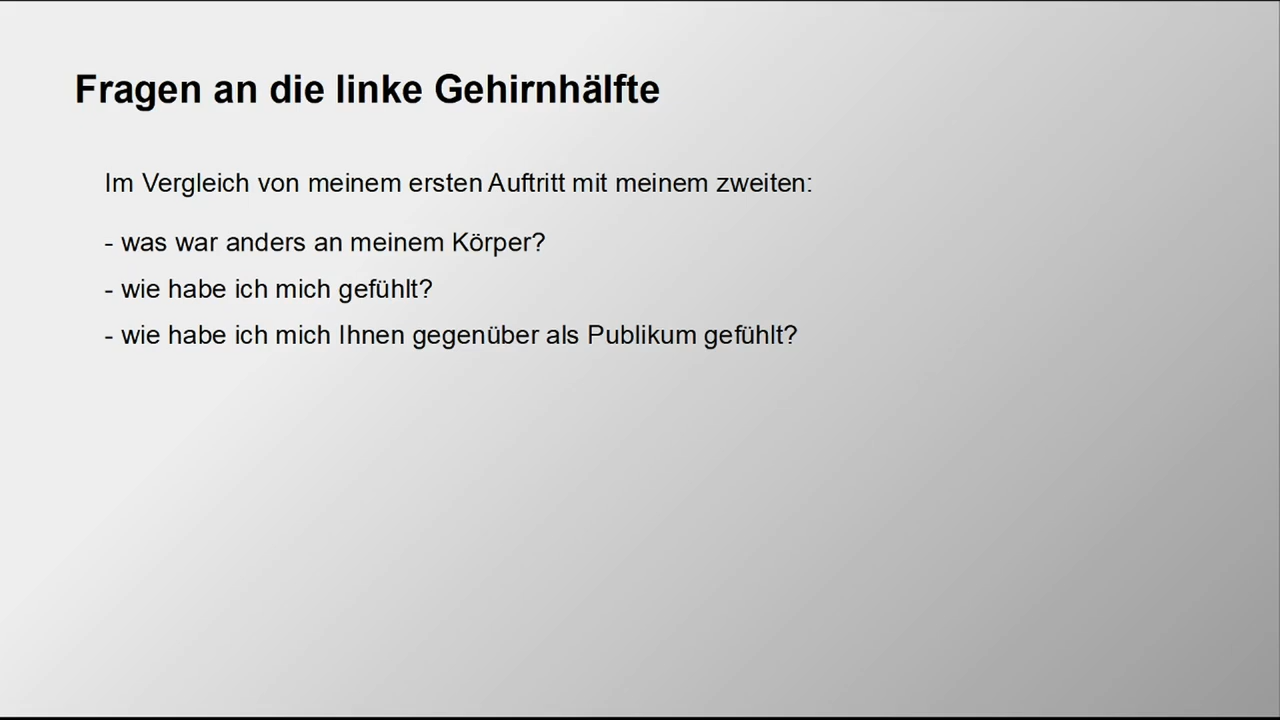 Fragen an die linke Gehirnhälfte
Im Vergleich von meinem ersten Auftritt mit meinem zweiten:
- was war anders an meinem Körper?
- wie habe ich mich gefühlt?
- wie habe ich mich Ihnen gegenüber als Publikum gefühlt?